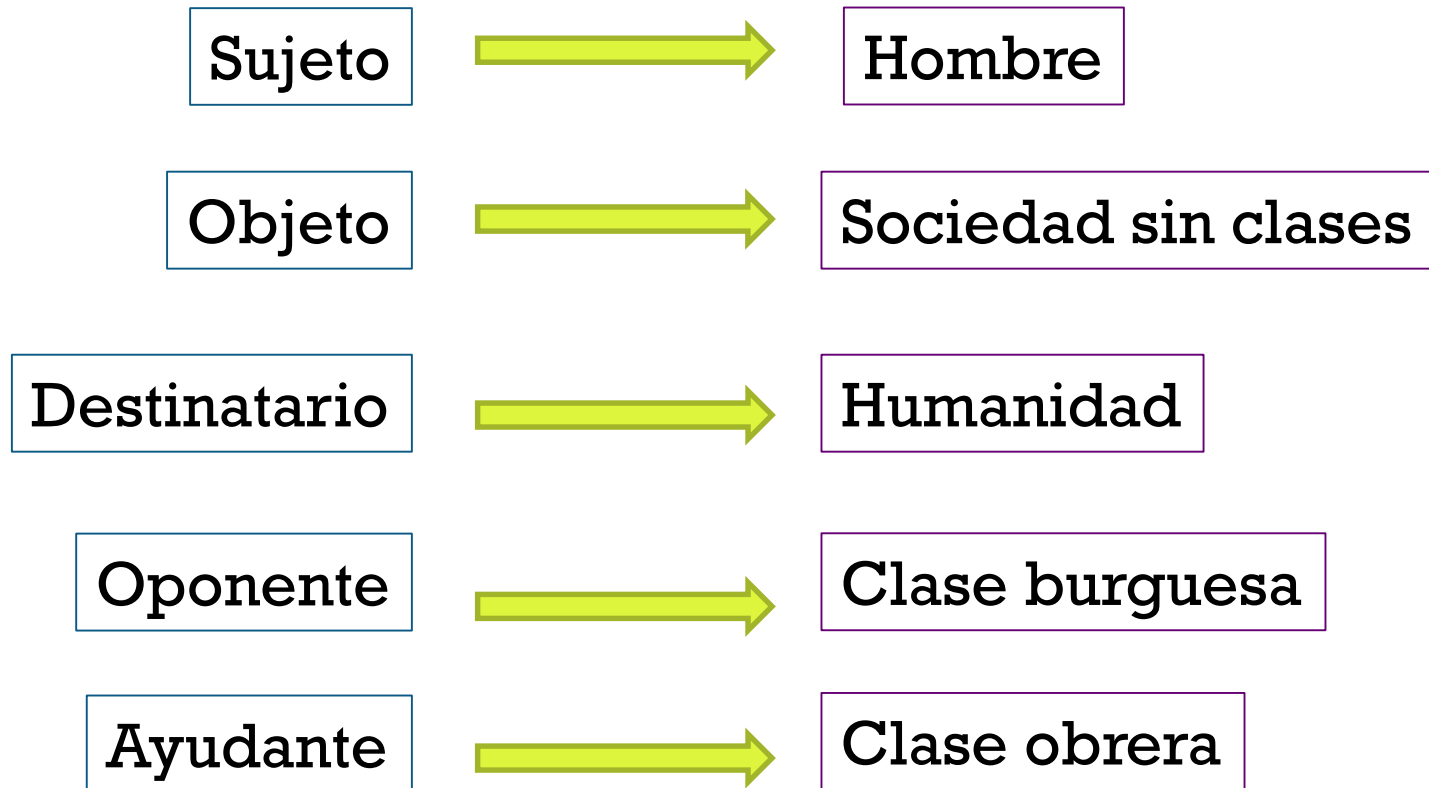 Sujeto Hombre
Objeto Sociedad sin clases
Destinatario Humanidad
Oponente Clase burguesa
Ayudante Clase obrera